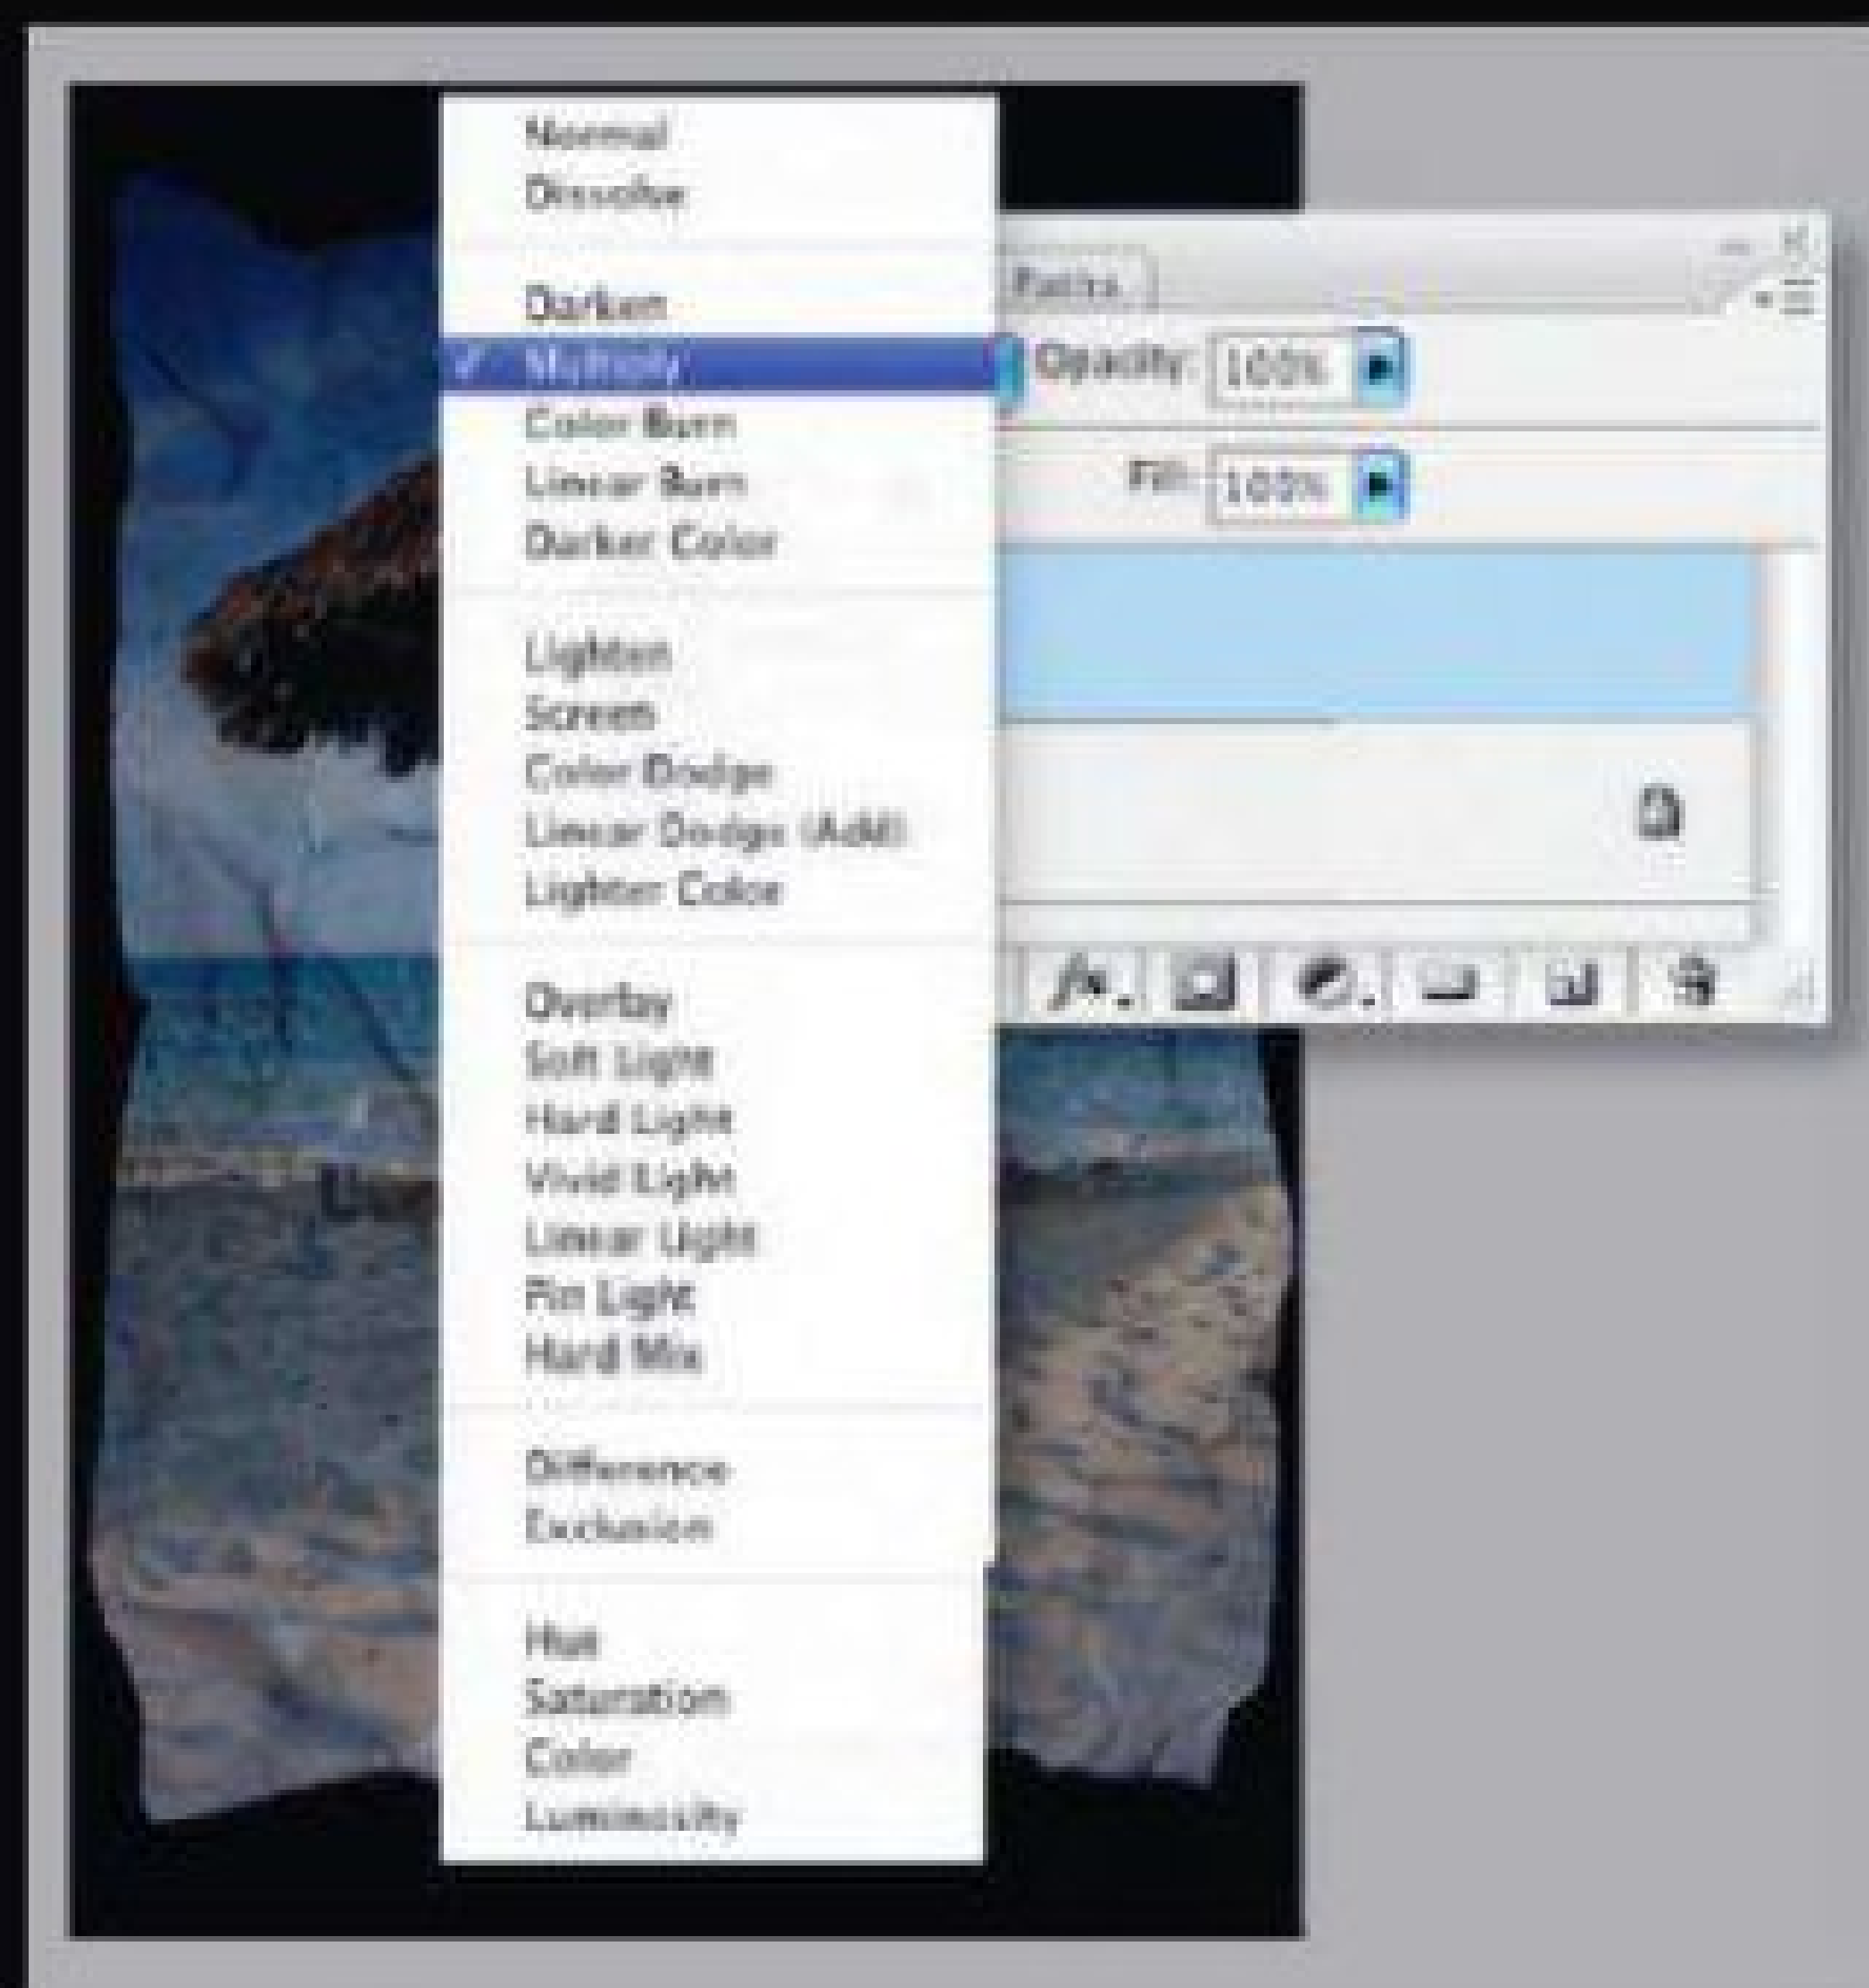 Normal
Dissolve
Darken
✓ Multiply
Color Burn
Linear Burn
Darker Color
Lighten
Screen
Color Dodge
Linear Dodge (Add)
Lighter Color
Overlay
Soft Light
Hard Light
Vivid Light
Linear Light
Pin Light
Hard Mix
Difference
Exclusion
Hue
Saturation
Color
Luminosity
Paths
Opacity: 100%
Fill: 100%